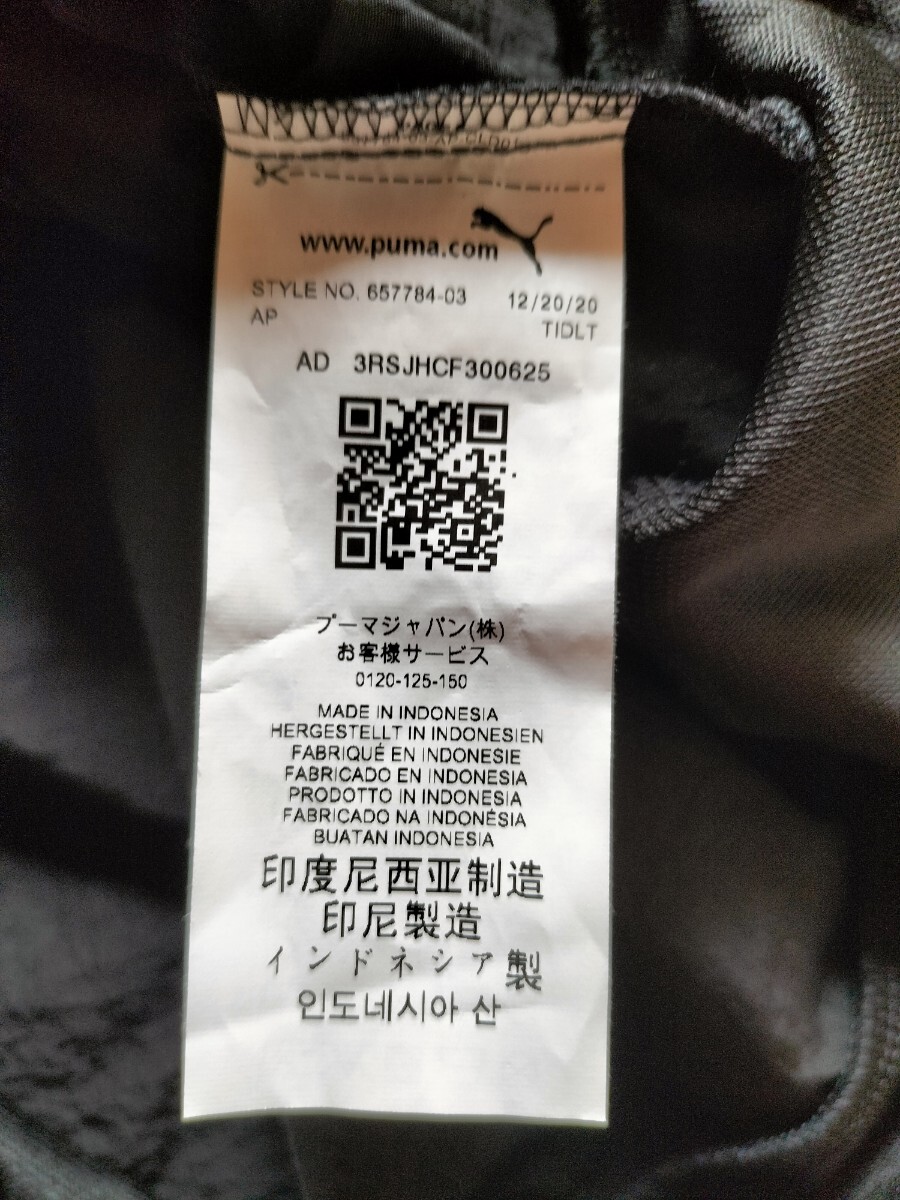 www.puma.com
STYLE NO. 657784-03 12/20/20
AP TIDLT
AD 3RSJHCF300625
プーマジャパン(株)
お客様サービス
0120-125-150
MADE IN INDONESIA
HERGESTELLT IN INDONESIEN
FABRIQUÉ EN INDONESIE
FABRICADO EN INDONESIA
PRODOTTO IN INDONESIA
FABRICADO NA INDONÉSIA
BUATAN INDONESIA
印度尼西亚制造
印尼製造
インドネシア製
인도네시아 산